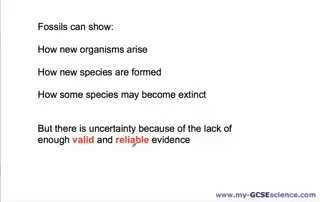 Fossils can show:
How new organisms arise
How new species are formed
How some species may become extinct
But there is uncertainty because of the lack of
enough valid and reliable evidence
www.my-GCSEscience.com